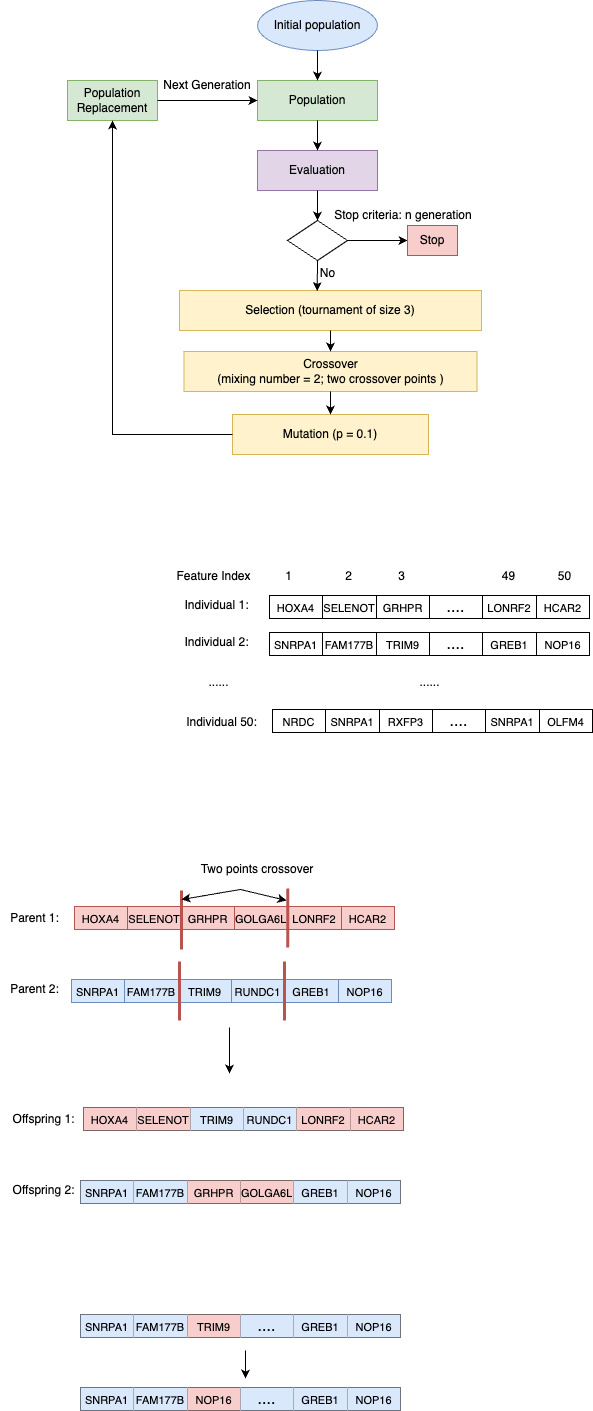 Initial population
Next Generation
Population
Replacement
Population
Evaluation
Stop criteria: n generation
Stop
No
Selection (tournament of size 3)
Crossover
(mixing number = 2; two crossover points )
Mutation (p = 0.1)
Feature Index 1 2 3 49 50
Individual 1: HOXA4 SELENOT GRHPR .... LONRF2 HCAR2
Individual 2: SNRPA1 FAM177B TRIM9 .... GREB1 NOP16
...... ......
Individual 50: NRDC SNRPA1 RXFP3 .... SNRPA1 OLFM4
Two points crossover
Parent 1: HOXA4 SELENOT GRHPR GOLGA6L LONRF2 HCAR2
Parent 2: SNRPA1 FAM177B TRIM9 RUNDC1 GREB1 NOP16
Offspring 1: HOXA4 SELENOT TRIM9 RUNDC1 LONRF2 HCAR2
Offspring 2: SNRPA1 FAM177B GRHPR GOLGA6L GREB1 NOP16
SNRPA1 FAM177B TRIM9 .... GREB1 NOP16
SNRPA1 FAM177B NOP16 .... GREB1 NOP16